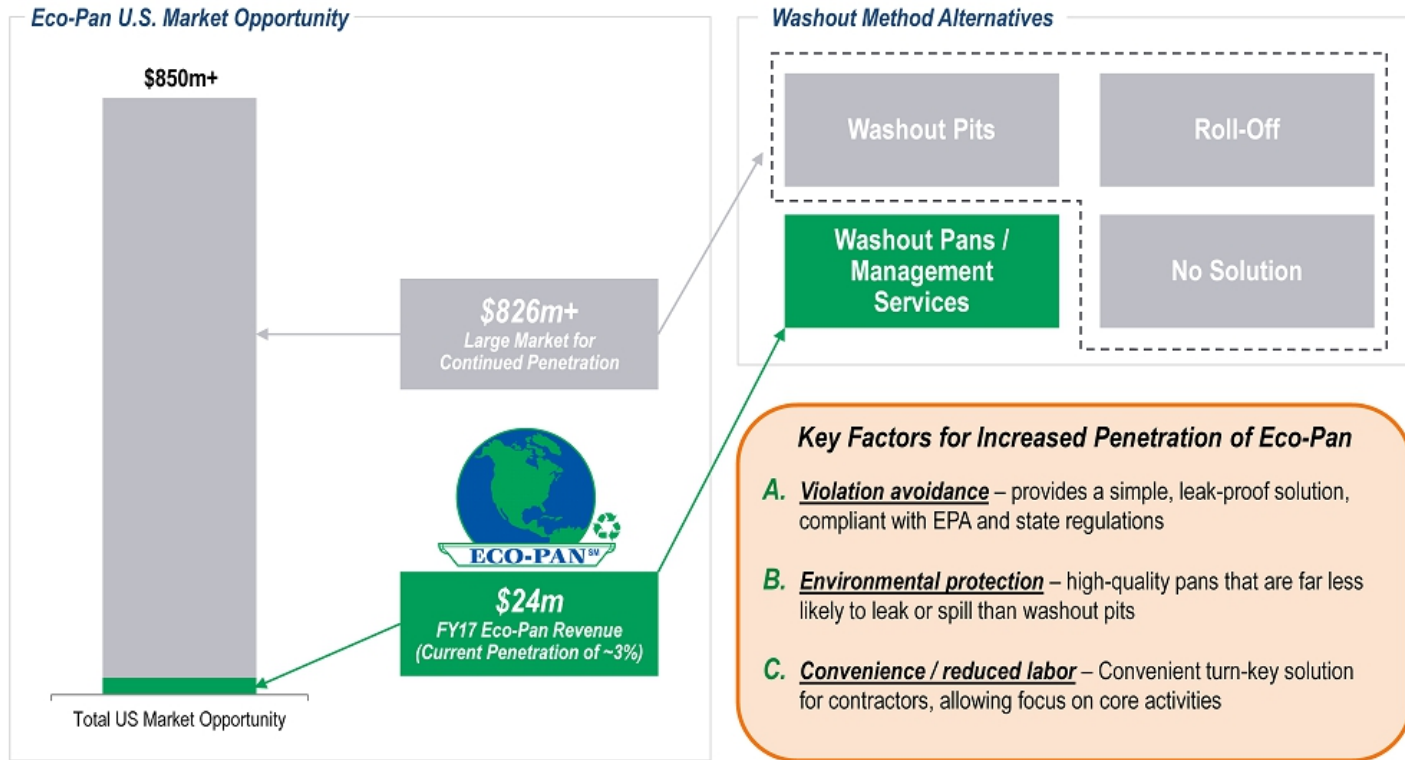 Eco-Pan U.S. Market Opportunity
$850m+
$826m+
Large Market for
Continued Penetration
ECO-PAN℠
$24m
FY17 Eco-Pan Revenue
(Current Penetration of ~3%)
Total US Market Opportunity
Washout Method Alternatives
Washout Pits
Roll-Off
Washout Pans /
Management
Services
No Solution
Key Factors for Increased Penetration of Eco-Pan
A. Violation avoidance – provides a simple, leak-proof solution,
compliant with EPA and state regulations
B. Environmental protection – high-quality pans that are far less
likely to leak or spill than washout pits
C. Convenience / reduced labor – Convenient turn-key solution
for contractors, allowing focus on core activities